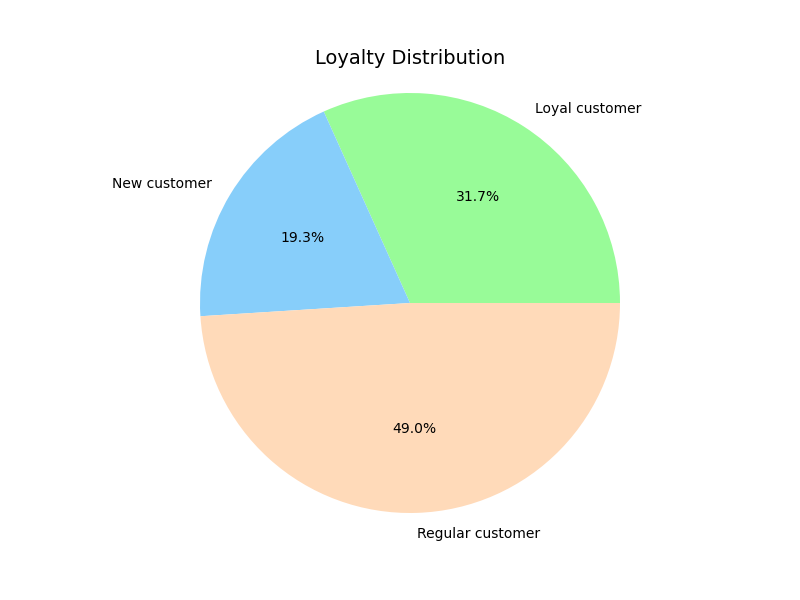 Loyalty Distribution
Loyal customer
31.7%
New customer
19.3%
49.0%
Regular customer